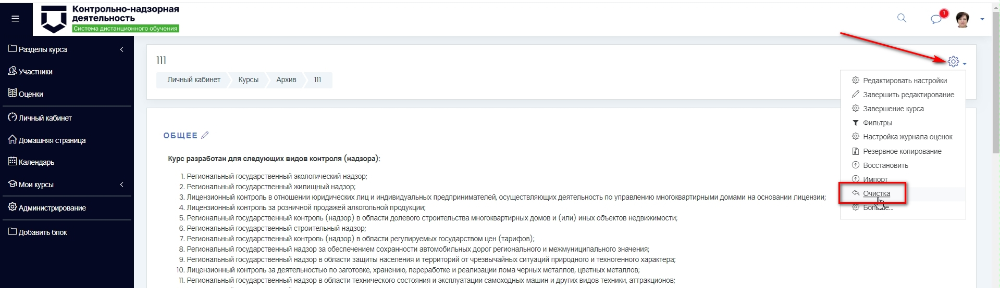 Контрольно-надзорная
деятельность
Система дистанционного обучения
1
Разделы курса
Участники
Оценки
Личный кабинет
Домашняя страница
Календарь
Мои курсы
Администрирование
Добавить блок
111
Личный кабинет Курсы Архив 111
Редактировать настройки
Завершить редактирование
Завершение курса
Фильтры
Настройка журнала оценок
Резервное копирование
Восстановить
Импорт
Очистка
Больше...
ОБЩЕЕ
Курс разработан для следующих видов контроля (надзора):
1. Региональный государственный экологический надзор;
2. Региональный государственный жилищный надзор;
3. Лицензионный контроль в отношении юридических лиц и индивидуальных предпринимателей, осуществляющих деятельность по управлению многоквартирными домами на основании лицензии;
4. Лицензионный контроль за розничной продажей алкогольной продукции;
5. Региональный государственный контроль (надзор) в области долевого строительства многоквартирных домов и (или) иных объектов недвижимости;
6. Региональный государственный строительный надзор;
7. Региональный государственный контроль (надзор) в области регулируемых государством цен (тарифов);
8. Региональный государственный надзор за обеспечением сохранности автомобильных дорог регионального и межмуниципального значения;
9. Региональный государственный надзор в области защиты населения и территорий от чрезвычайных ситуаций природного и техногенного характера;
10. Лицензионный контроль за деятельностью по заготовке, хранению, переработке и реализации лома черных металлов, цветных металлов;
11. Региональный государственный надзор в области технического состояния и эксплуатации самоходных машин и других видов техники, аттракционов;